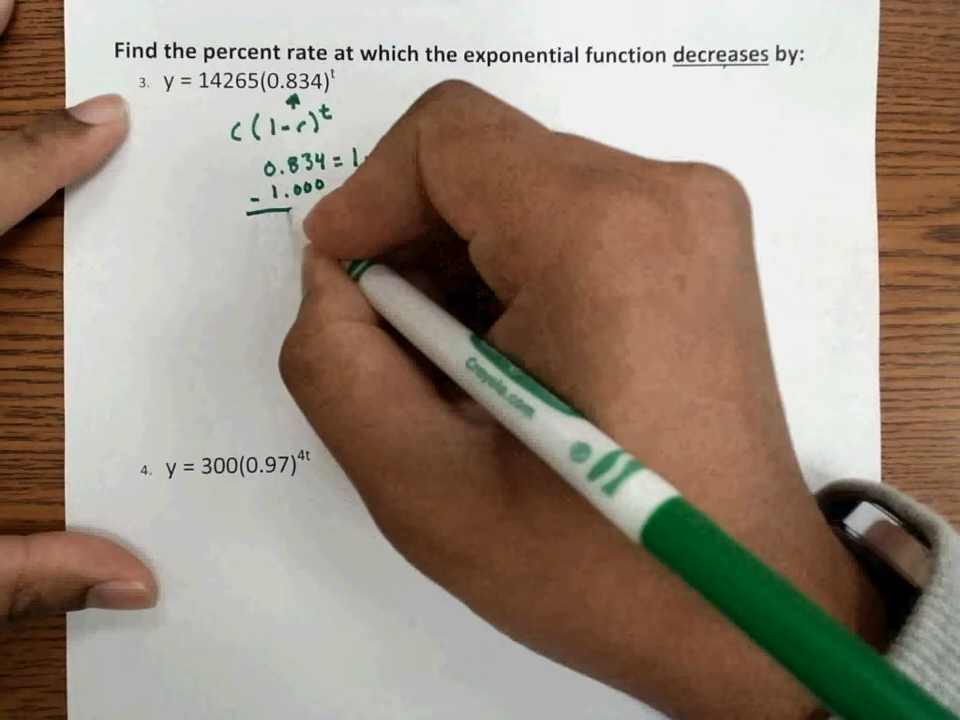 Find the percent rate at which the exponential function decreases by:
3. y = 14265(0.834)^t
c(1-r)^t
0.834 = 1
- 1.000
Crayola.com
4. y = 300(0.97)^4t